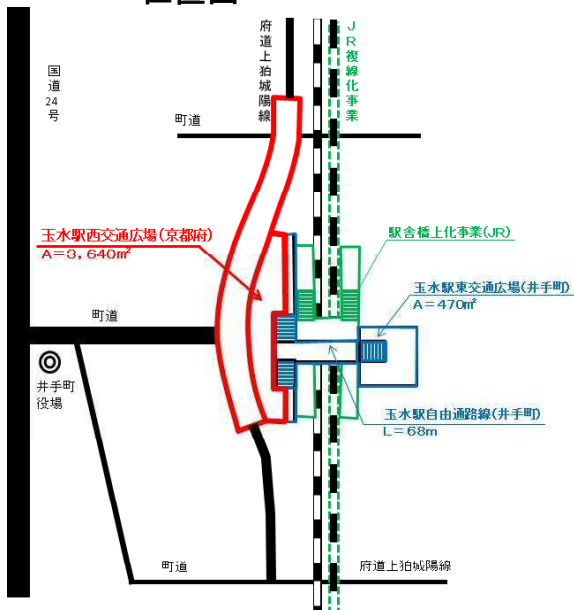 府道上狛城陽線
JR複線化事業
国道24号
町道
玉水駅西交通広場(京都府)
A=3,640㎡
駅舎橋上化事業(JR)
玉水駅東交通広場(井手町)
A=470㎡
町道
井手町
役場
玉水駅自由通路線(井手町)
L=68m
町道
府道上狛城陽線